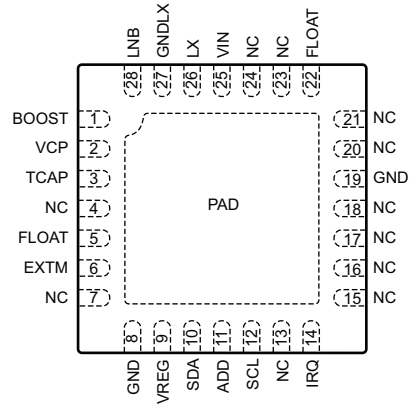 LNB
GNDLX
LX
VIN
NC
NC
FLOAT
28
27
26
25
24
23
22
BOOST 1
VCP 2
TCAP 3
NC 4
FLOAT 5
EXTM 6
NC 7
PAD
21 NC
20 NC
19 GND
18 NC
17 NC
16 NC
15 NC
8
9
10
11
12
13
14
GND
VREG
SDA
ADD
SCL
NC
IRQ